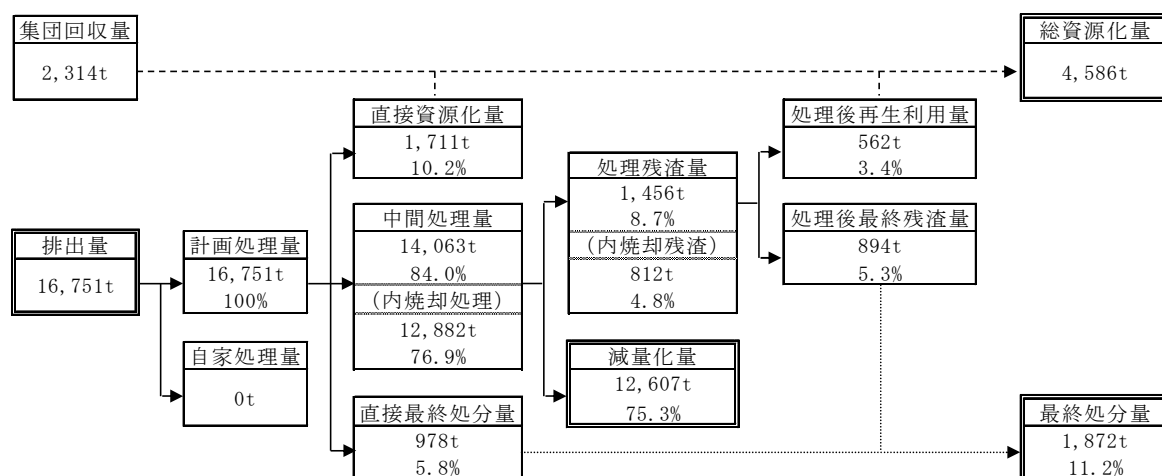 集団回収量
2,314t
総資源化量
4,586t
直接資源化量
1,711t
10.2%
処理後再生利用量
562t
3.4%
処理残渣量
1,456t
8.7%
(内焼却残渣)
812t
4.8%
中間処理量
14,063t
84.0%
(内焼却処理)
12,882t
76.9%
処理後最終残渣量
894t
5.3%
排出量
16,751t
計画処理量
16,751t
100%
自家処理量
0t
減量化量
12,607t
75.3%
直接最終処分量
978t
5.8%
最終処分量
1,872t
11.2%